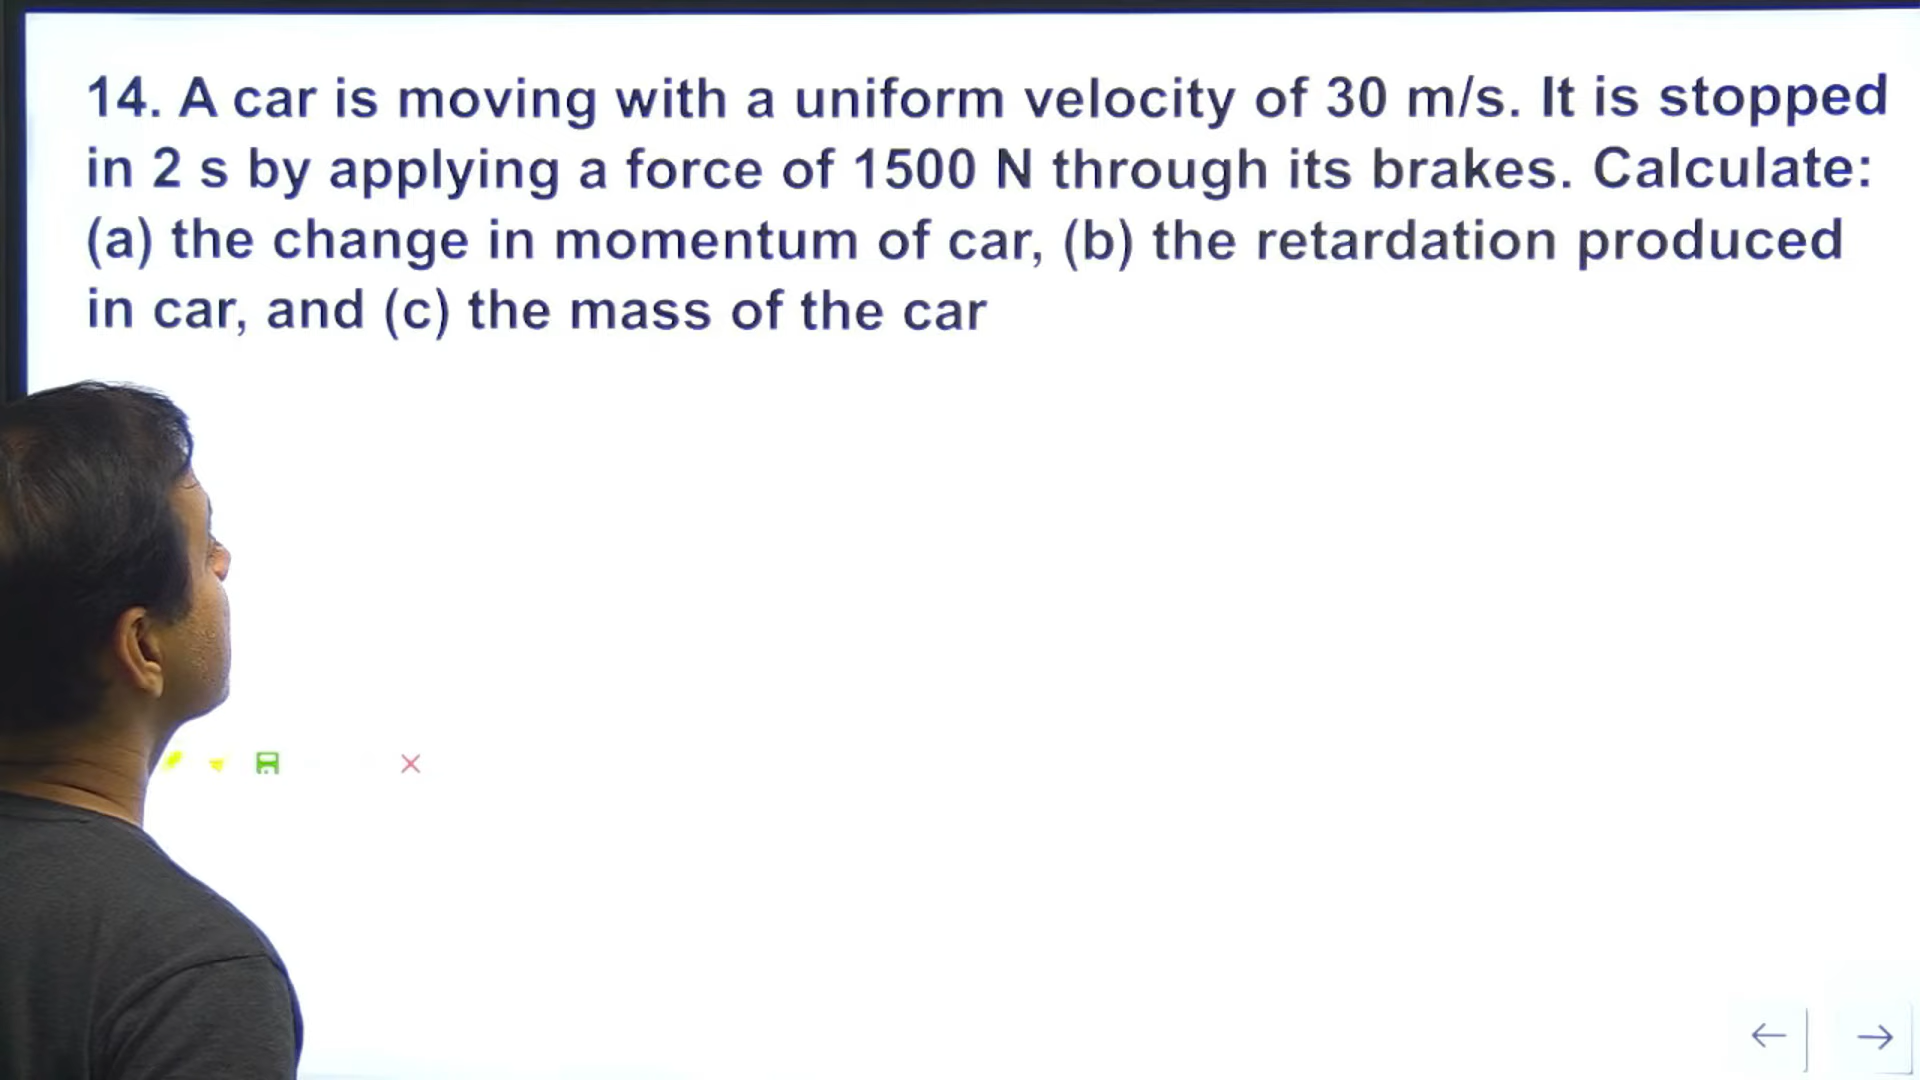 14. A car is moving with a uniform velocity of 30 m/s. It is stopped
in 2 s by applying a force of 1500 N through its brakes. Calculate:
(a) the change in momentum of car, (b) the retardation produced
in car, and (c) the mass of the car